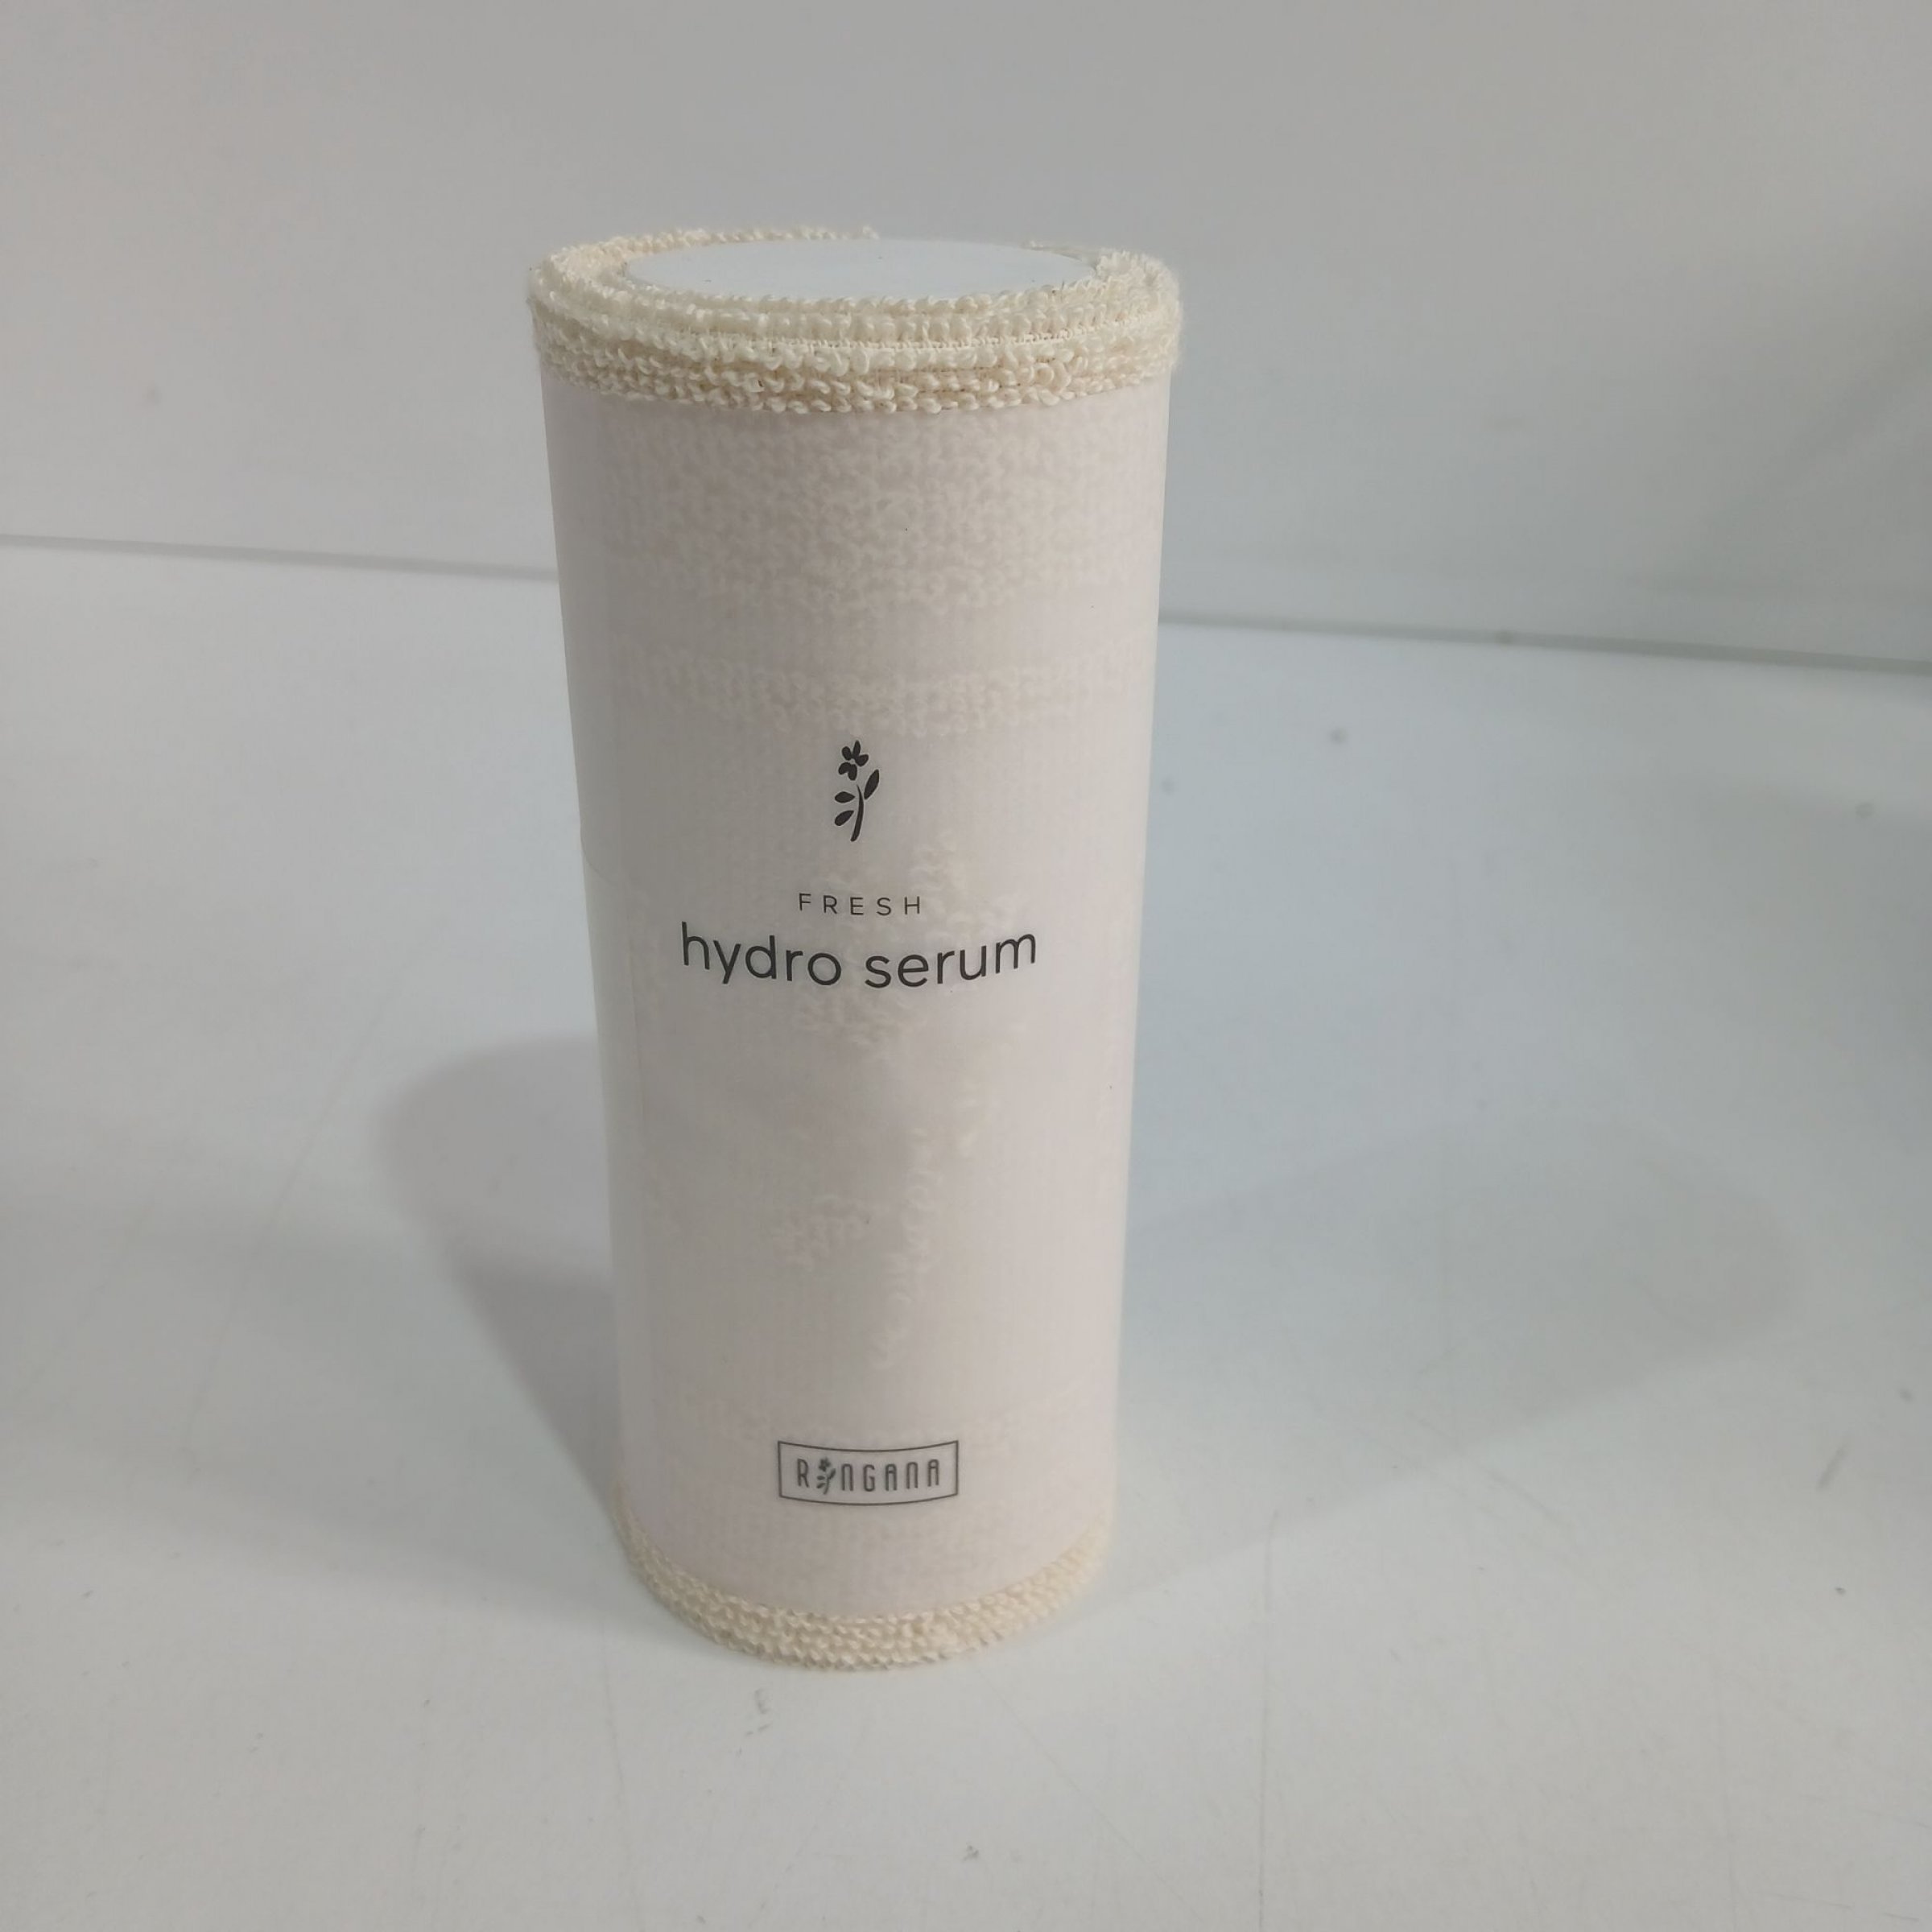 FRESH
hydro serum
RINGANA